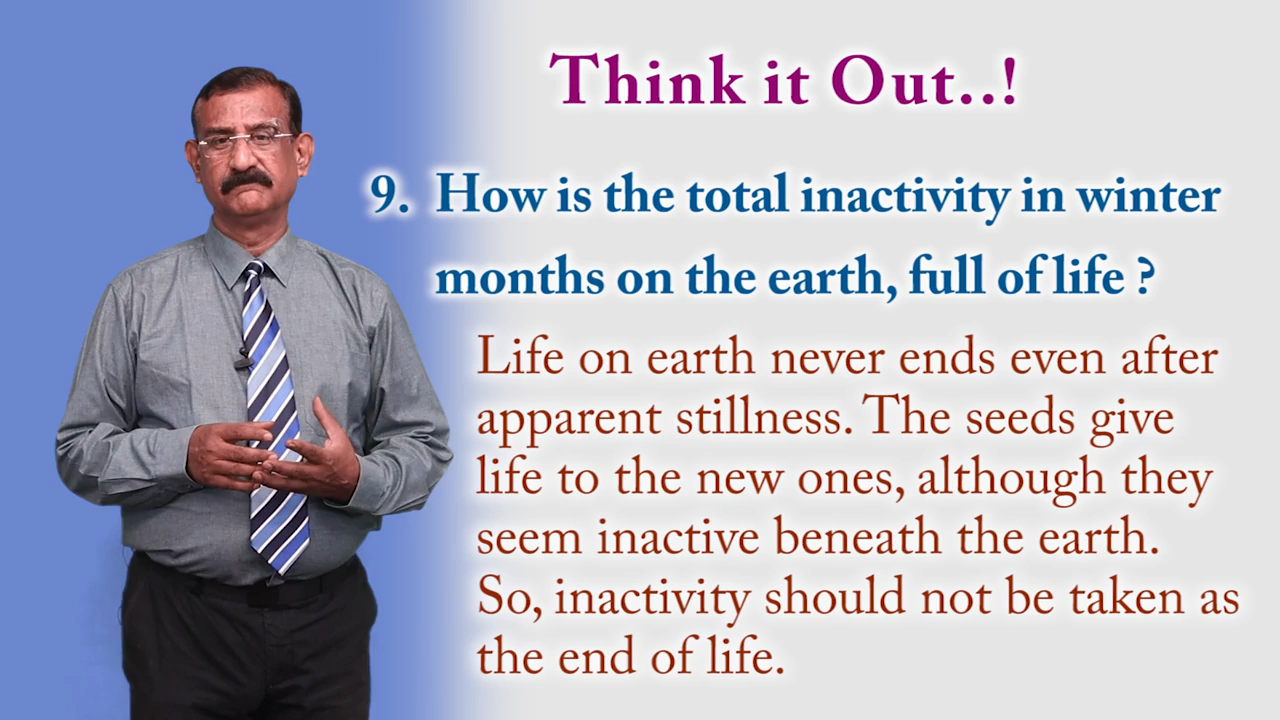 Think it Out..!
9. How is the total inactivity in winter
months on the earth, full of life ?
Life on earth never ends even after
apparent stillness. The seeds give
life to the new ones, although they
seem inactive beneath the earth.
So, inactivity should not be taken as
the end of life.